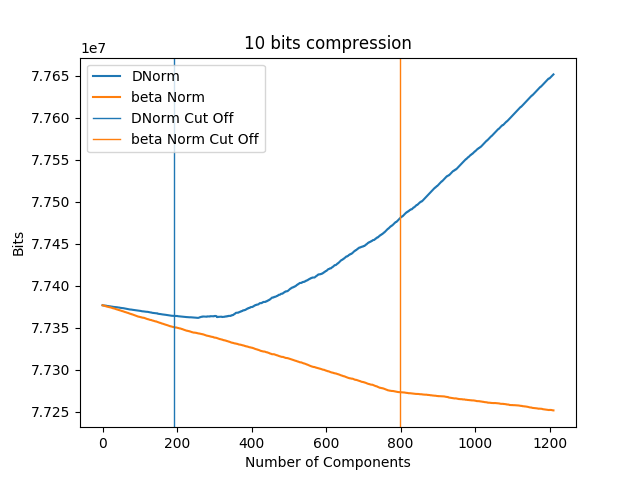 10 bits compression
1e7
DNorm
beta Norm
DNorm Cut Off
beta Norm Cut Off
7.765
7.760
7.755
7.750
7.745
7.740
7.735
7.730
7.725
Bits
0 200 400 600 800 1000 1200
Number of Components